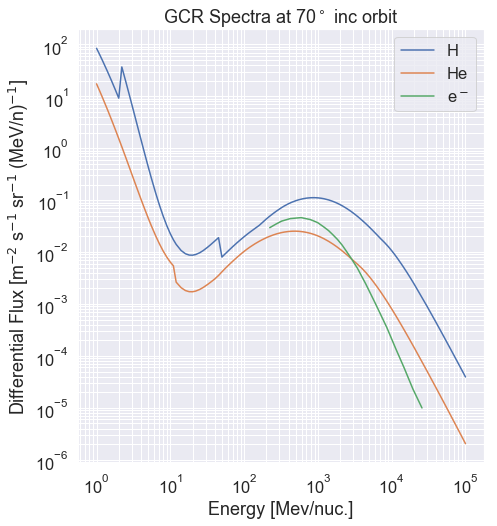 GCR Spectra at 70° inc orbit
H
He
e⁻
Differential Flux [m⁻² s⁻¹ sr⁻¹ (MeV/n)⁻¹]
10²
10¹
10⁰
10⁻¹
10⁻²
10⁻³
10⁻⁴
10⁻⁵
10⁻⁶
10⁰ 10¹ 10² 10³ 10⁴ 10⁵
Energy [Mev/nuc.]